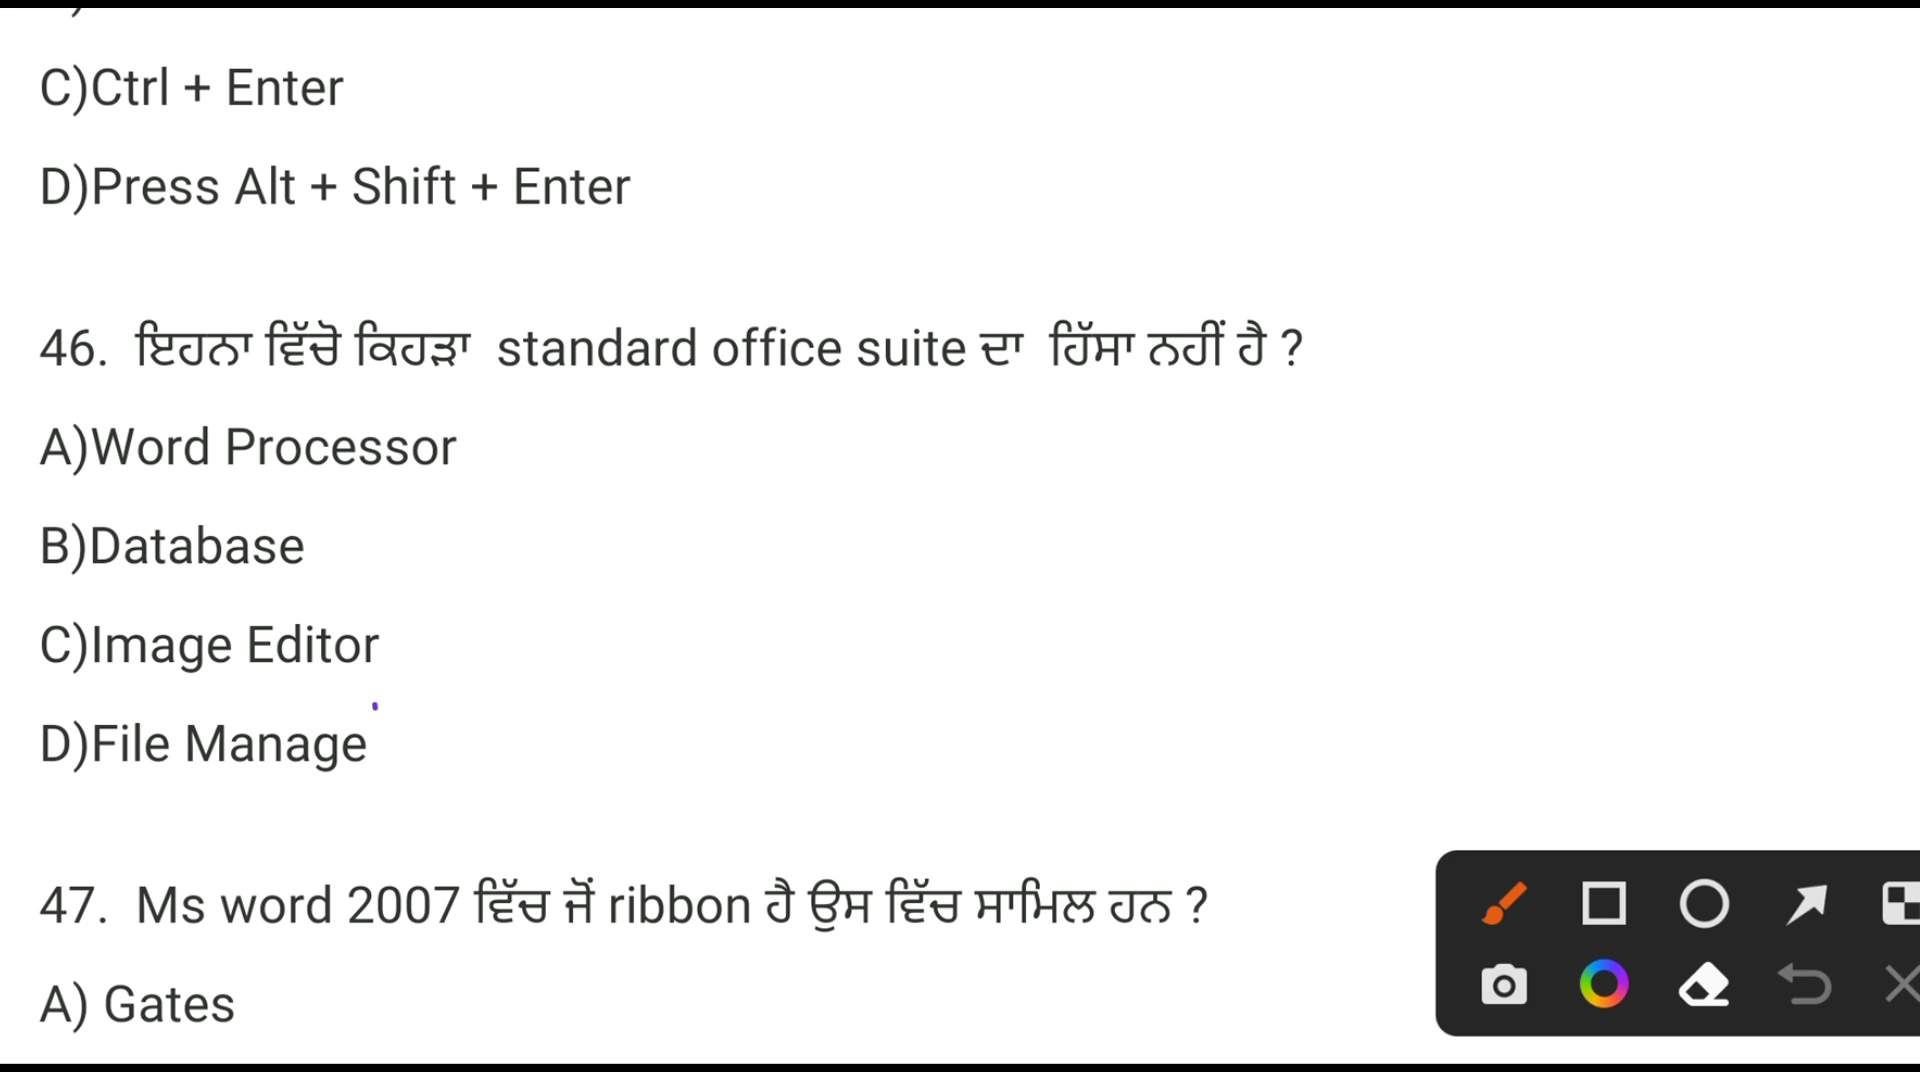 C)Ctrl + Enter
D)Press Alt + Shift + Enter
46. ਇਹਨਾ ਵਿੱਚੋ ਕਿਹੜਾ standard office suite ਦਾ ਹਿੱਸਾ ਨਹੀਂ ਹੈ ?
A)Word Processor
B)Database
C)Image Editor
D)File Manage
47. Ms word 2007 ਵਿੱਚ ਜੋਂ ribbon ਹੈ ਉਸ ਵਿੱਚ ਸਾਮਿਲ ਹਨ ?
A) Gates